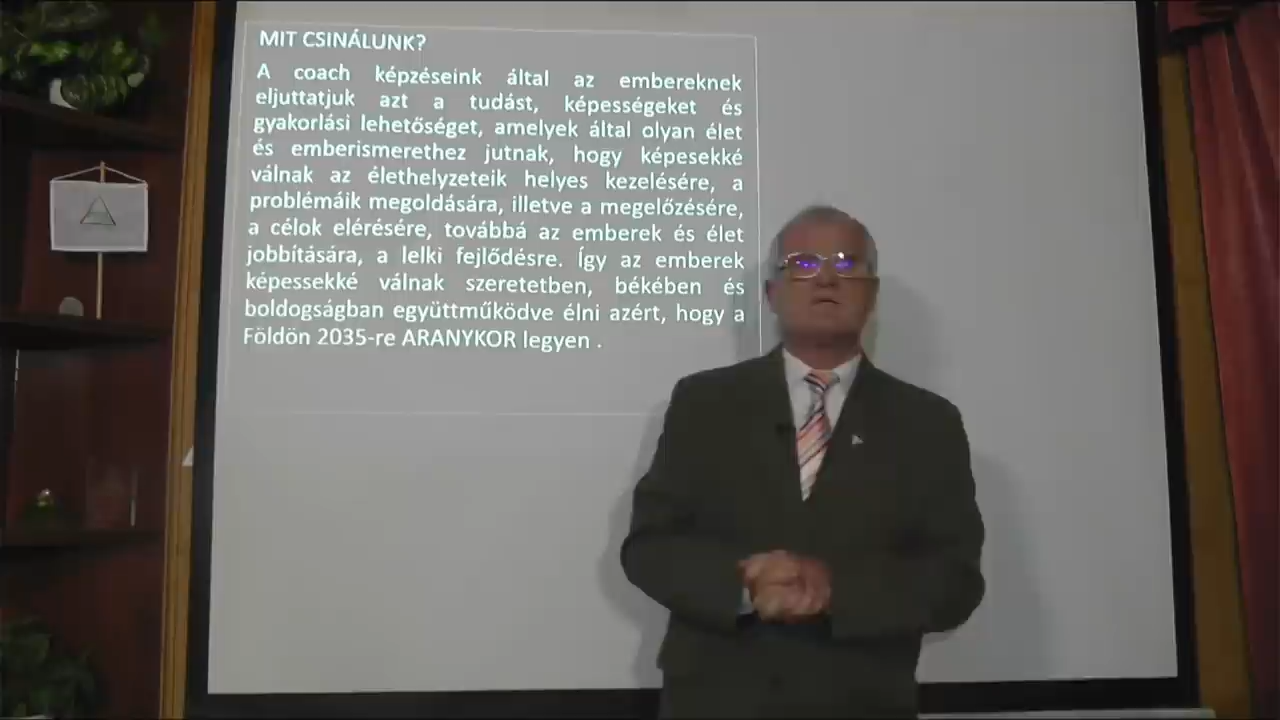 MIT CSINÁLUNK?
A coach képzéseink által az embereknek
eljuttatjuk azt a tudást, képességeket és
gyakorlási lehetőséget, amelyek által olyan élet
és emberismerethez jutnak, hogy képesekké
válnak az élethelyzeteik helyes kezelésére, a
problémáik megoldására, illetve a megelőzésére,
a célok elérésére, továbbá az emberek és élet
jobbítására, a lelki fejlődésre. Így az emberek
képessekké válnak szeretetben, békében és
boldogságban együttműködve élni azért, hogy a
Földön 2035-re ARANYKOR legyen .